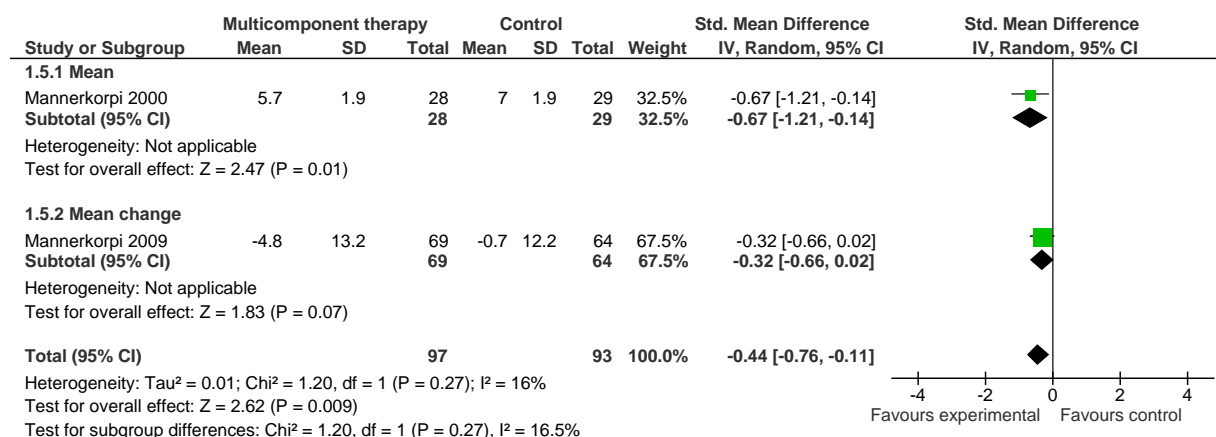 Multicomponent therapy Control Std. Mean Difference Std. Mean Difference
Study or Subgroup Mean SD Total Mean SD Total Weight IV, Random, 95% CI IV, Random, 95% CI
1.5.1 Mean
Mannerkorpi 2000 5.7 1.9 28 7 1.9 29 32.5% -0.67 [-1.21, -0.14]
Subtotal (95% CI) 28 29 32.5% -0.67 [-1.21, -0.14]
Heterogeneity: Not applicable
Test for overall effect: Z = 2.47 (P = 0.01)
1.5.2 Mean change
Mannerkorpi 2009 -4.8 13.2 69 -0.7 12.2 64 67.5% -0.32 [-0.66, 0.02]
Subtotal (95% CI) 69 64 67.5% -0.32 [-0.66, 0.02]
Heterogeneity: Not applicable
Test for overall effect: Z = 1.83 (P = 0.07)
Total (95% CI) 97 93 100.0% -0.44 [-0.76, -0.11]
Heterogeneity: Tau² = 0.01; Chi² = 1.20, df = 1 (P = 0.27); I² = 16%
Test for overall effect: Z = 2.62 (P = 0.009)
Test for subgroup differences: Chi² = 1.20, df = 1 (P = 0.27), I² = 16.5%
-4 -2 0 2 4
Favours experimental Favours control